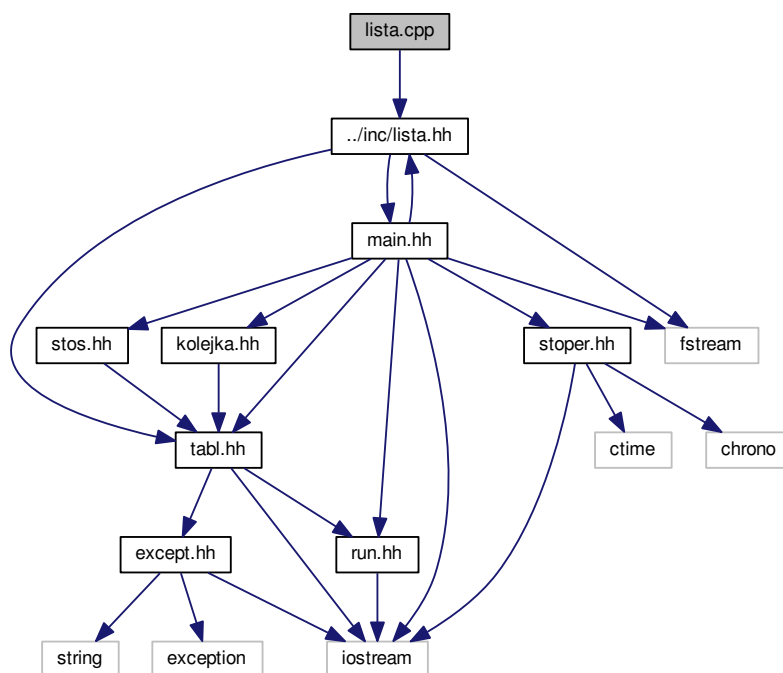 lista.cpp
../inc/lista.hh
main.hh
stos.hh
kolejka.hh
stoper.hh
fstream
tabl.hh
ctime
chrono
except.hh
run.hh
string
exception
iostream